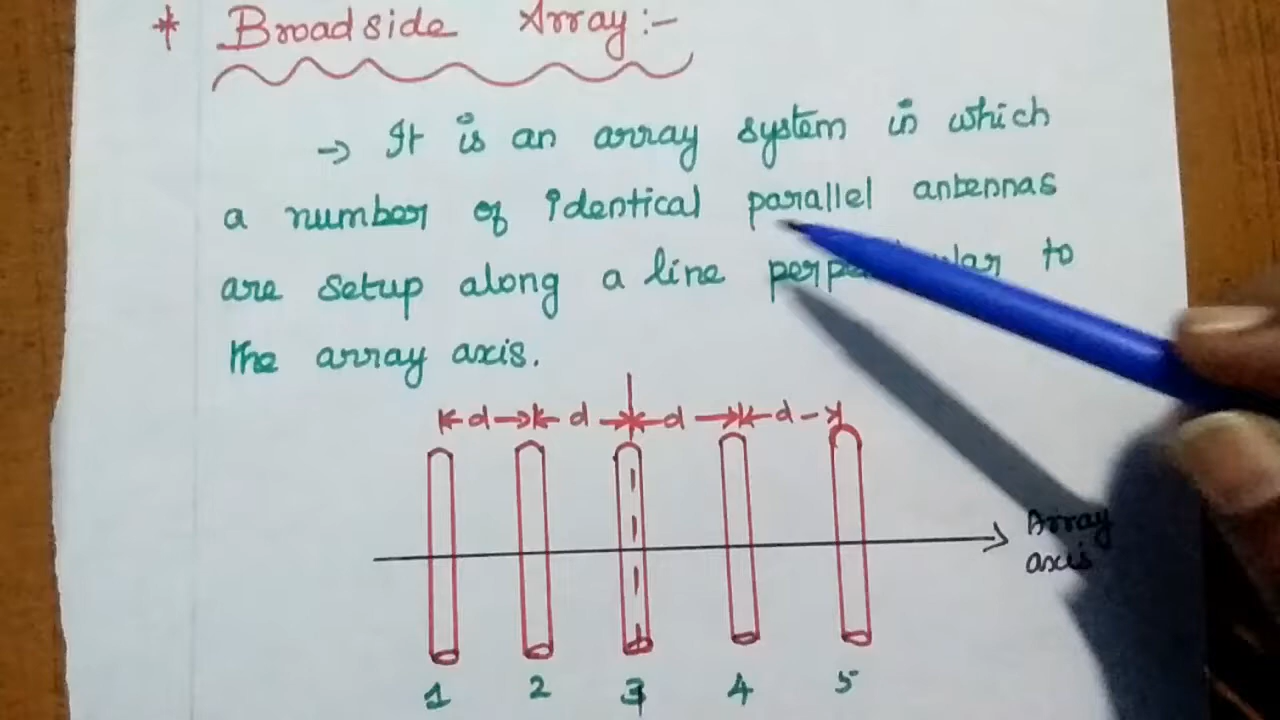 * Broadside Array:-
→ It is an array system in which
a number of identical parallel antennas
are setup along a line to
the array axis.
d d d d
Array
axis
1 2 3 4 5